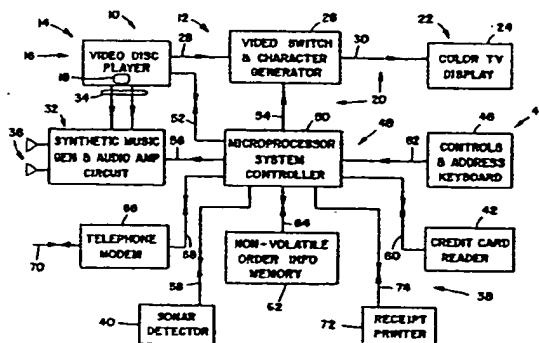 10
12
14
16
18
VIDEO DISC
PLAYER
28
26
VIDEO SWITCH
& CHARACTER
GENERATOR
30
22
24
COLOR TV
DISPLAY
20
34
32
36
SYNTHETIC MUSIC
GEN & AUDIO AMP
CIRCUIT
52
54
56
50
48
MICROPROCESSOR
SYSTEM
CONTROLLER
62
46
4
CONTROLS
& ADDRESS
KEYBOARD
66
TELEPHONE
MODEM
70
68
64
NON-VOLATILE
ORDER INFO
MEMORY
62
60
42
CREDIT CARD
READER
38
58
40
SONAR
DETECTOR
74
72
RECEIPT
PRINTER